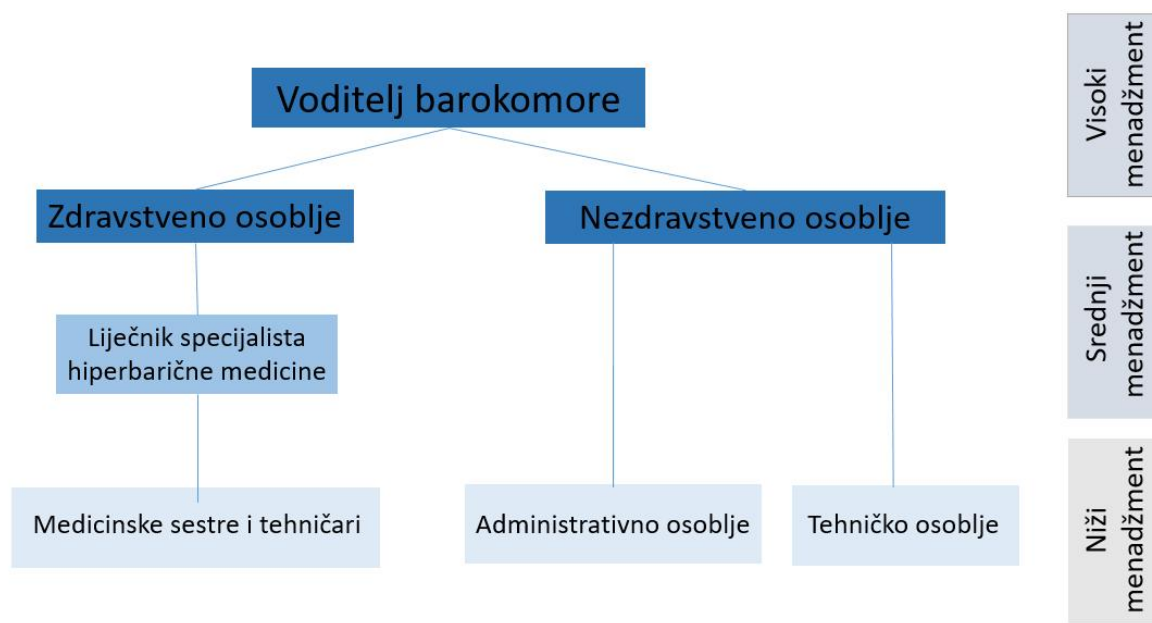 Voditelj barokomore
Zdravstveno osoblje
Nezdravstveno osoblje
Liječnik specijalista
hiperbarične medicine
Medicinske sestre i tehničari
Administrativno osoblje
Tehničko osoblje
Visoki
menadžment
Srednji
menadžment
Niži
menadžment